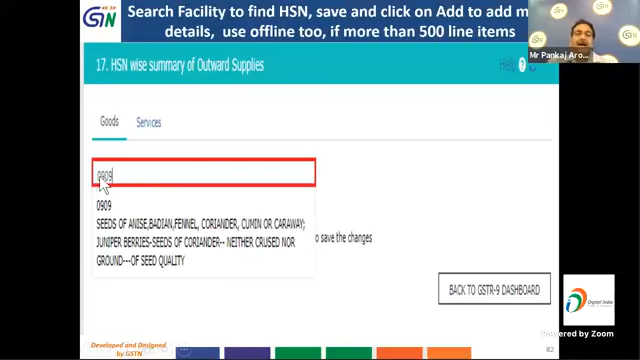 GSTN
Search Facility to find HSN, save and click on Add to add m
details, use offline too, if more than 500 line items
GSTN
Mr Pankaj Aro...
17. HSN wise summary of Outward Supplies
Help ?
Goods
Services
0909
0909
SEEDS OF ANISE,BADIAN,FENNEL, CORIANDER, CUMIN OR CARAWAY;
JUNIPER BERRIES-SEEDS OF CORIANDER-- NEITHER CRUSED NOR
GROUND---OF SEED QUALITY
to save the changes
BACK TO GSTR-9 DASHBOARD
Digital India
Powered by Zoom
Developed and Designed
by GSTN
82